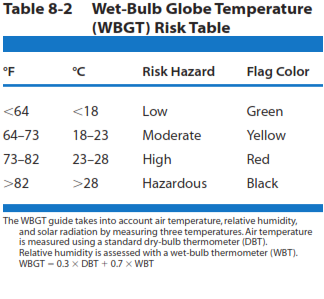 Table 8-2 Wet-Bulb Globe Temperature
(WBGT) Risk Table
°F °C Risk Hazard Flag Color
<64 <18 Low Green
64–73 18–23 Moderate Yellow
73–82 23–28 High Red
>82 >28 Hazardous Black
The WBGT guide takes into account air temperature, relative humidity,
and solar radiation by measuring three temperatures. Air temperature
is measured using a standard dry-bulb thermometer (DBT).
Relative humidity is assessed with a wet-bulb thermometer (WBT).
WBGT = 0.3 × DBT + 0.7 × WBT